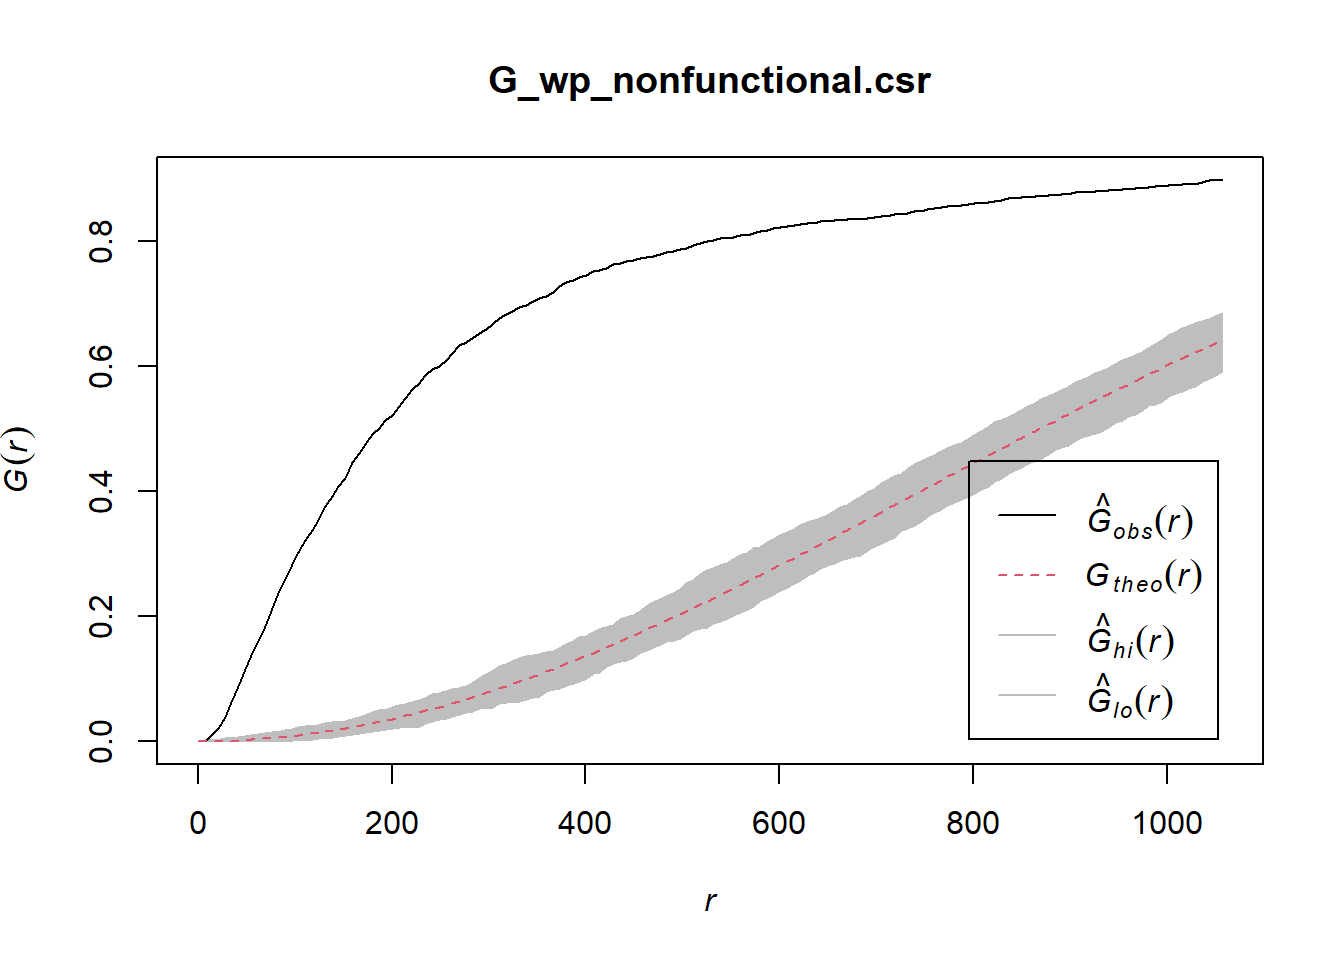 G_wp_nonfunctional.csr
G(r)
0.8
0.6
0.4
0.2
0.0
Ĝobs(r)
Gtheo(r)
Ĝhi(r)
Ĝlo(r)
0 200 400 600 800 1000
r